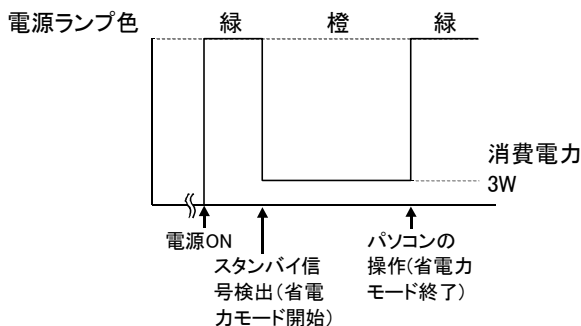 電源ランプ色
緑
橙
緑
消費電力
3W
電源ON
スタンバイ信
号検出(省電
力モード開始)
パソコンの
操作(省電力
モード終了)